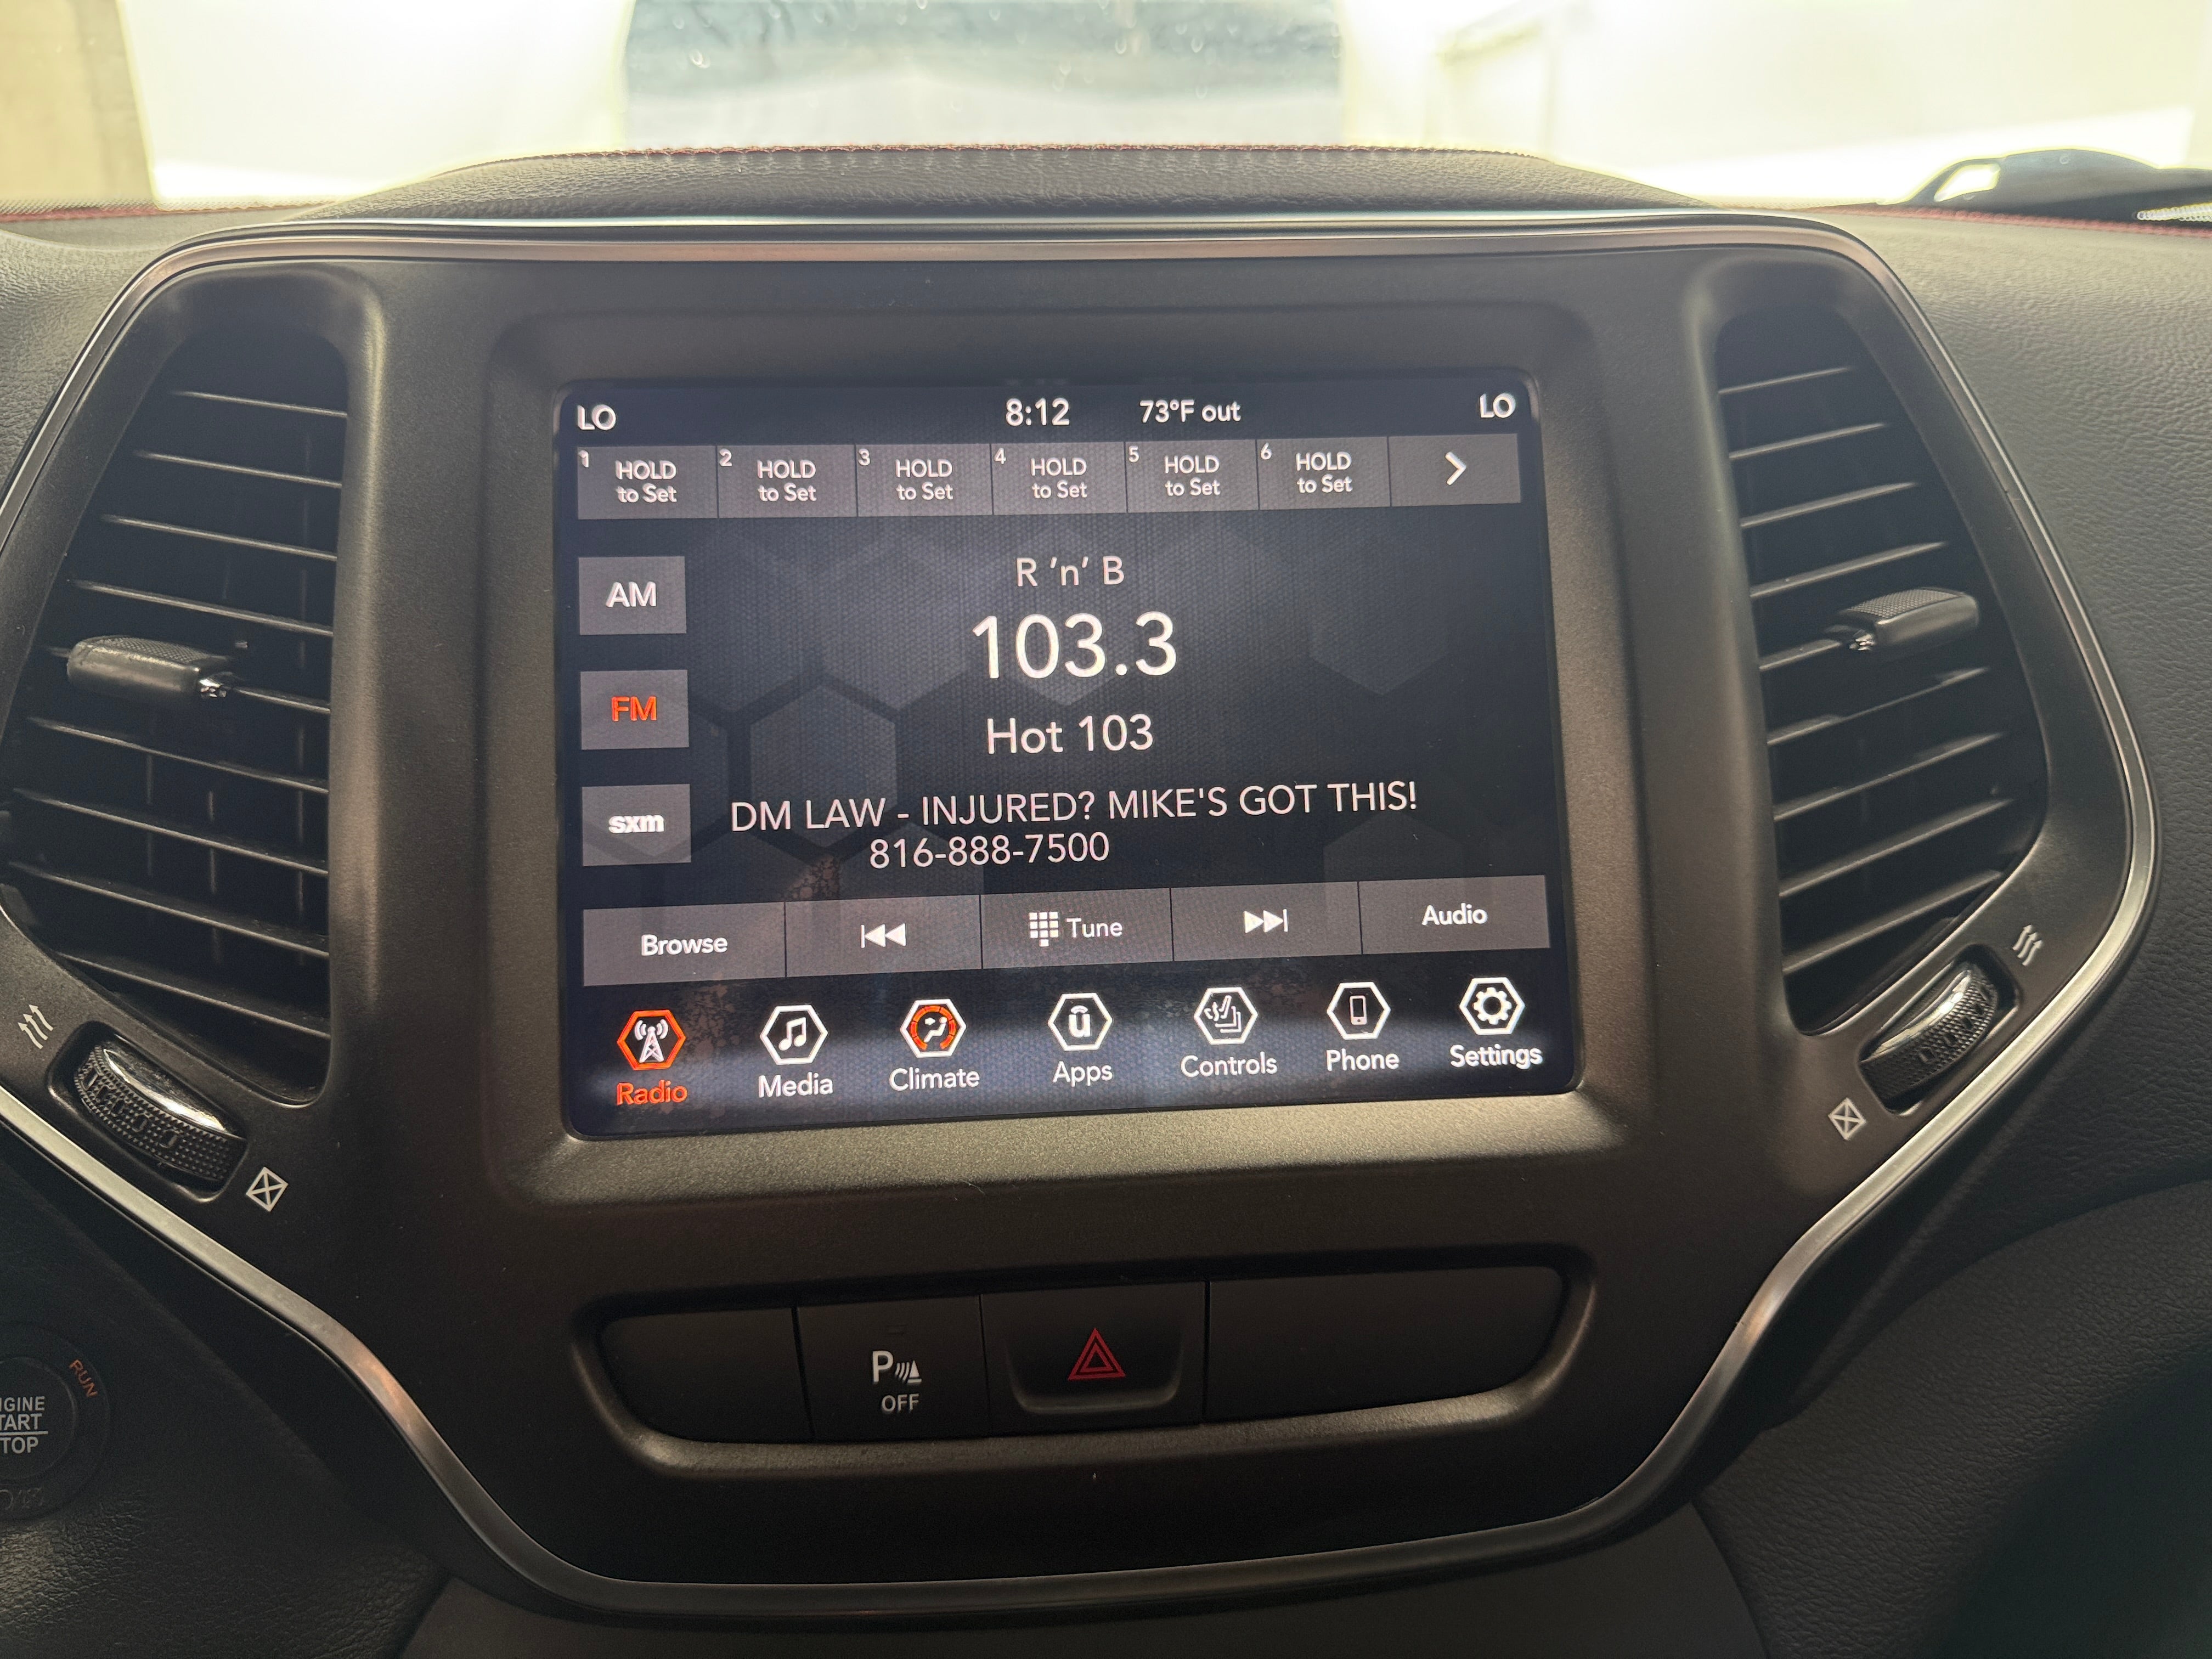 LO 8:12 73°F out LO
1 HOLD to Set
2 HOLD to Set
3 HOLD to Set
4 HOLD to Set
5 HOLD to Set
6 HOLD to Set
R 'n' B
AM
103.3
FM
Hot 103
sxm
DM LAW - INJURED? MIKE'S GOT THIS!
816-888-7500
Browse Tune Audio
Radio Media Climate Apps Controls Phone Settings
P
OFF
RUN
GINE
TART
TOP